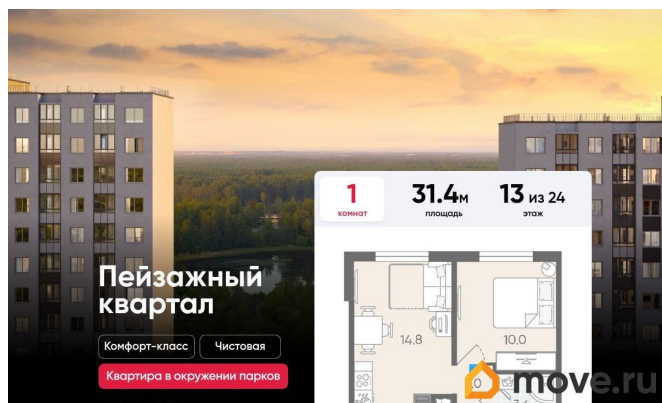 1
комнат
31.4м
площадь
13 из 24
этаж
Пейзажный
квартал
Комфорт-класс
Чистовая
Квартира в окружении парков
14,8
10,0
move.ru